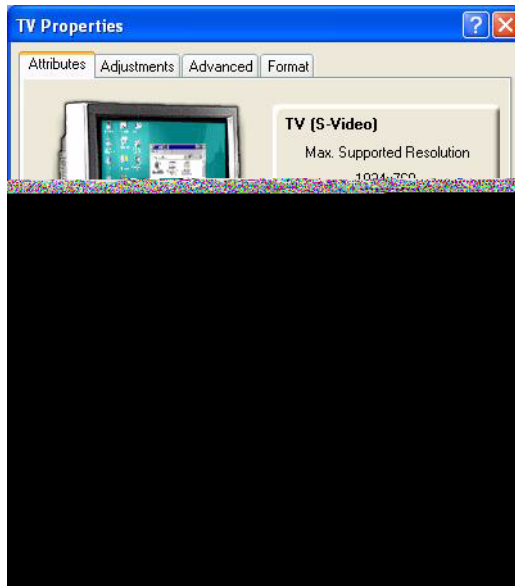 TV Properties
Attributes Adjustments Advanced Format
TV (S-Video)
Max. Supported Resolution